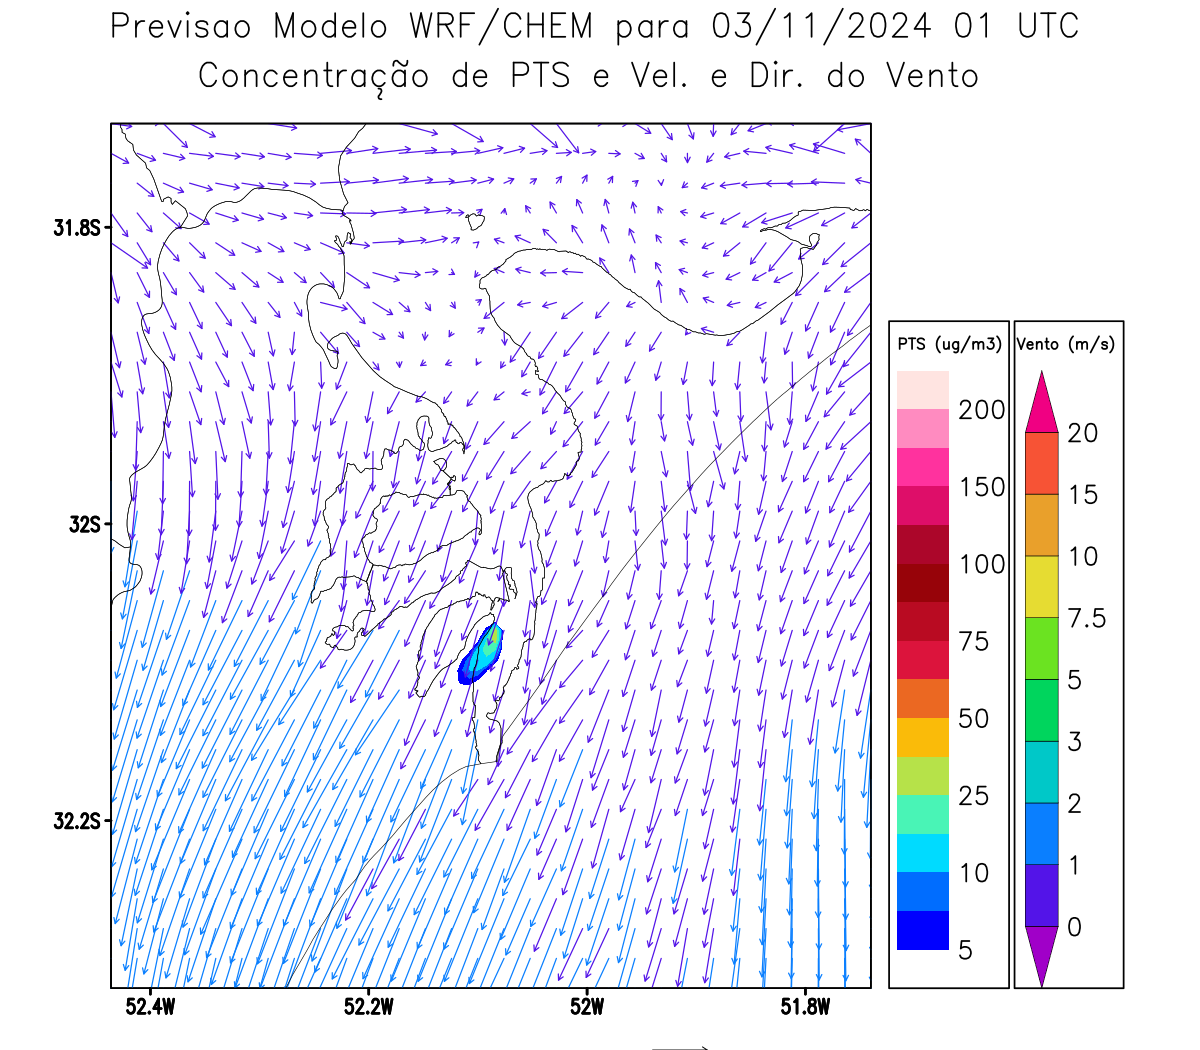 Previsao Modelo WRF/CHEM para 03/11/2024 01 UTC
Concentração de PTS e Vel. e Dir. do Vento
31.8S
32S
32.2S
52.4W 52.2W 52W 51.8W
PTS (ug/m3)
200
150
100
75
50
25
10
5
Vento (m/s)
20
15
10
7.5
5
3
2
1
0